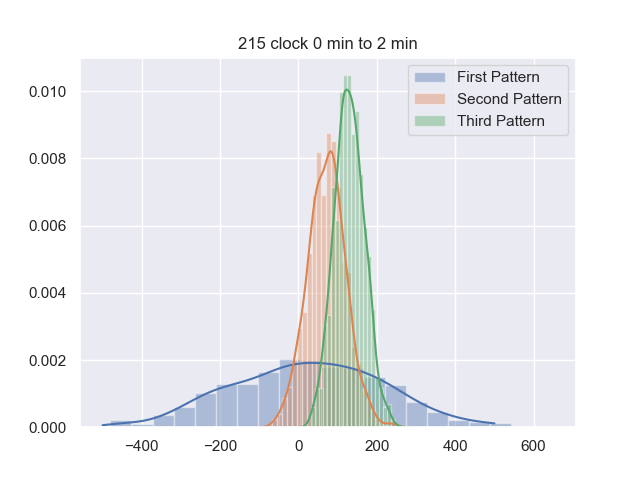 215 clock 0 min to 2 min
First Pattern
Second Pattern
Third Pattern
0.010
0.008
0.006
0.004
0.002
0.000
−400 −200 0 200 400 600